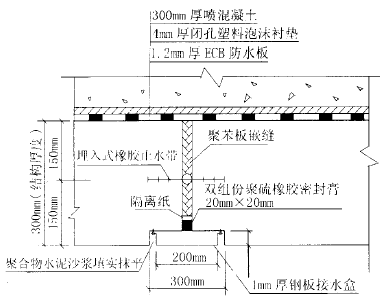 300mm厚喷混凝土
4mm厚闭孔塑料泡沫衬垫
1.2mm厚ECB防水板
聚苯板嵌缝
埋入式橡胶止水带
300mm(结构厚度)
150mm
150mm
隔离纸
双组份聚硫橡胶密封膏
20mm×20mm
聚合物水泥沙浆填实抹平
200mm
300mm
1mm厚钢板接水盒